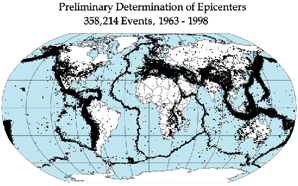 Preliminary Determination of Epicenters
358,214 Events, 1963 - 1998